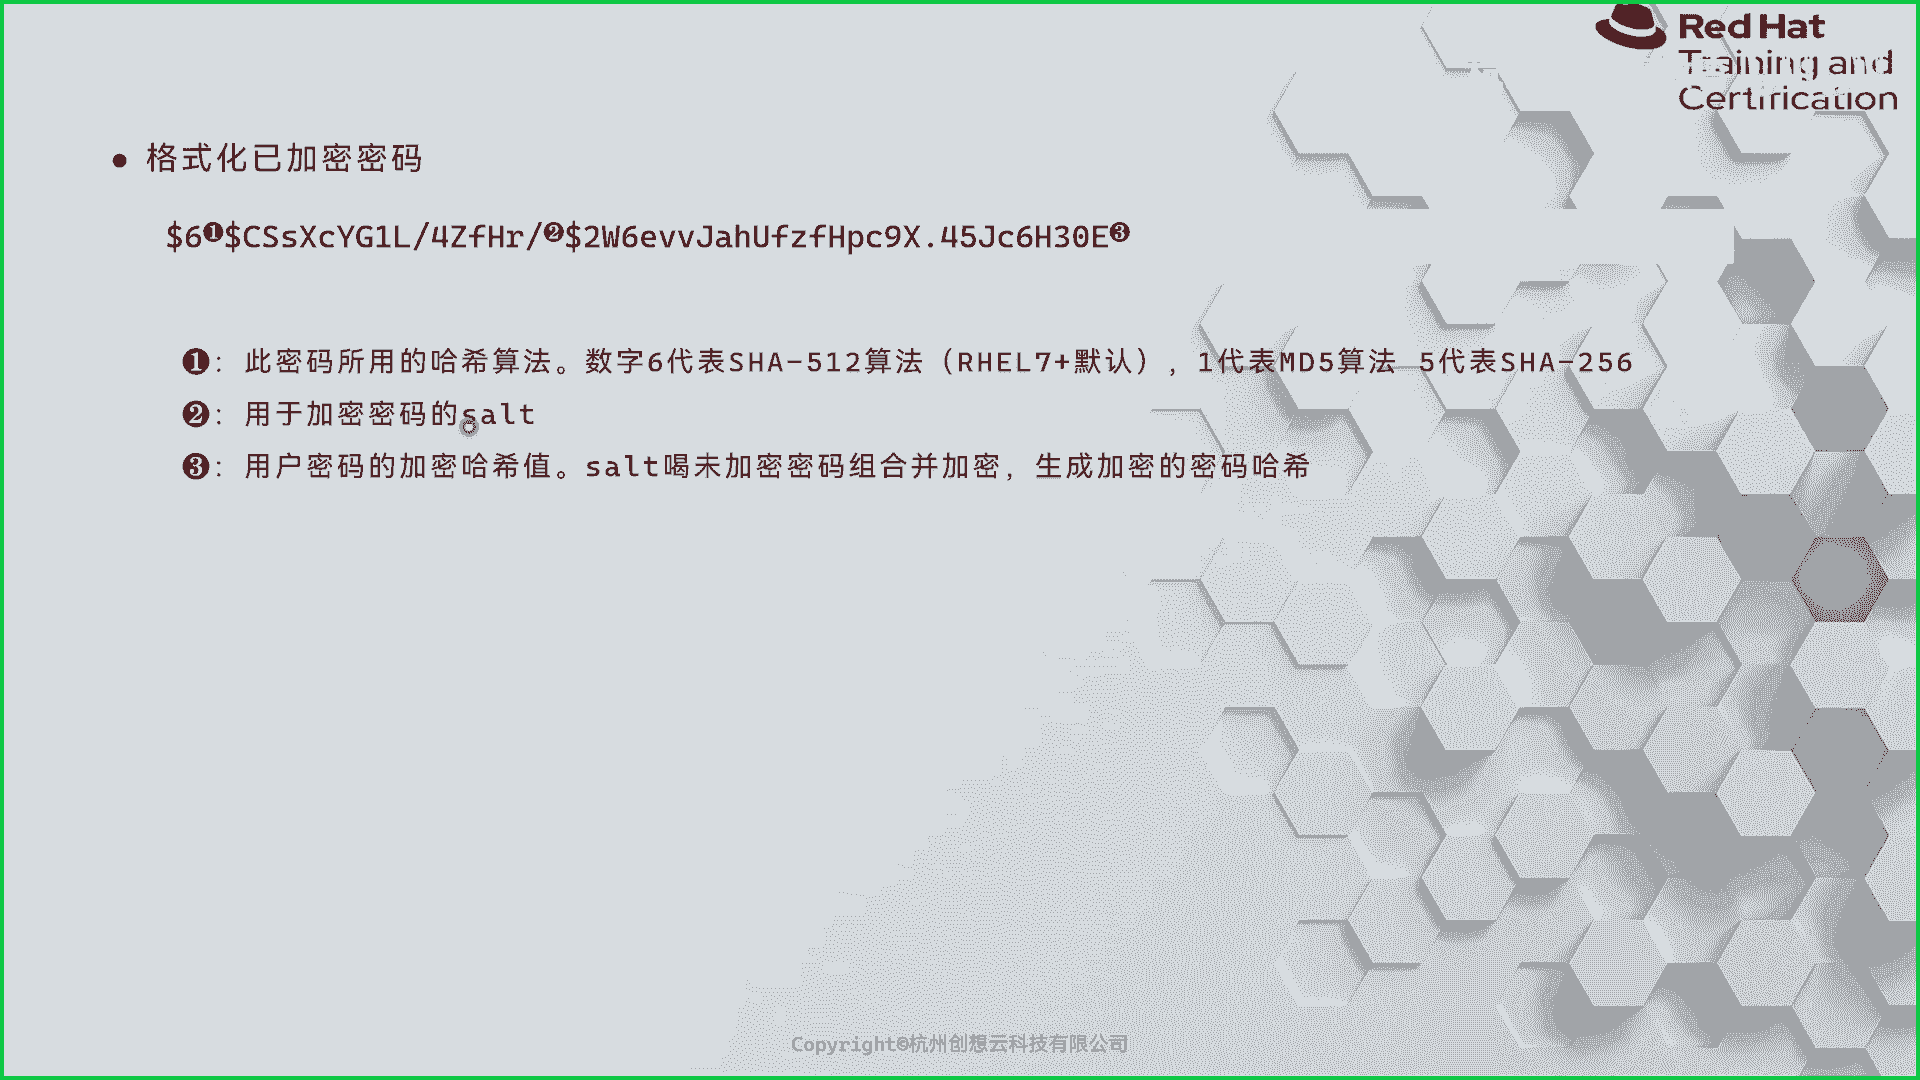 Red Hat
Training and
Certification
● 格式化已加密密码
$6❶$CSsXcYG1L/4ZfHr/❷$2W6evvJahUfzfHpc9X.45Jc6H30E❸
❶: 此密码所用的哈希算法。数字6代表SHA-512算法（RHEL7+默认）, 1代表MD5算法 5代表SHA-256
❷: 用于加密密码的salt
❸: 用户密码的加密哈希值。salt喝未加密密码组合并加密, 生成加密的密码哈希
Copyright©杭州创想云科技有限公司